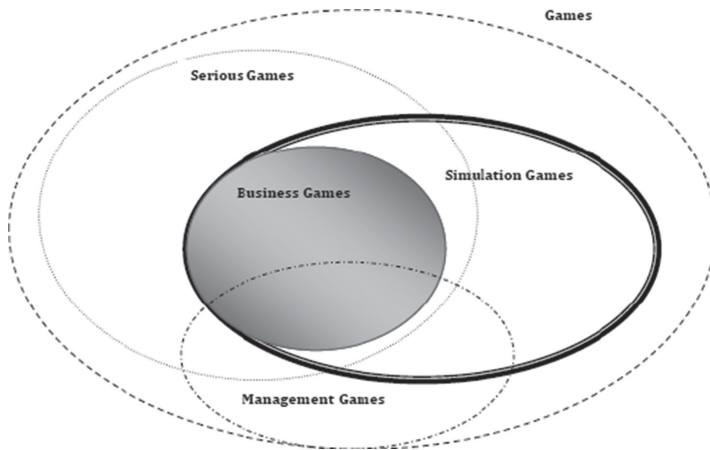 Games
Serious Games
Simulation Games
Business Games
Management Games